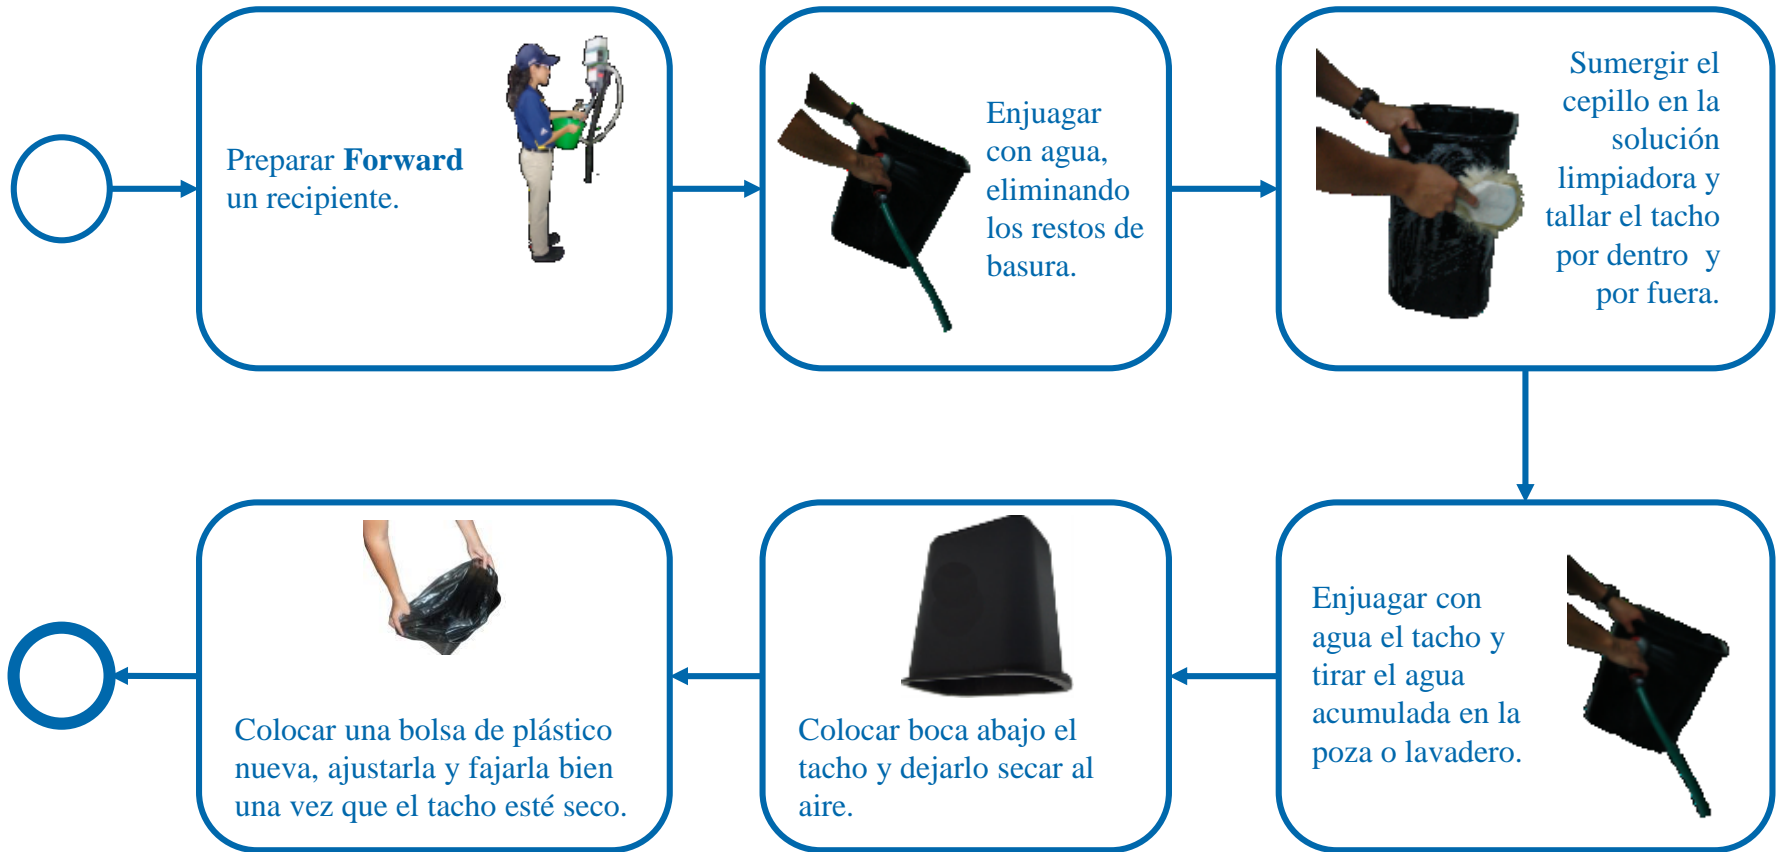 Preparar Forward
un recipiente.
Enjuagar
con agua,
eliminando
los restos de
basura.
Sumergir el
cepillo en la
solución
limpiadora y
tallar el tacho
por dentro y
por fuera.
Enjuagar con
agua el tacho y
tirar el agua
acumulada en la
poza o lavadero.
Colocar boca abajo el
tacho y dejarlo secar al
aire.
Colocar una bolsa de plástico
nueva, ajustarla y fajarla bien
una vez que el tacho esté seco.